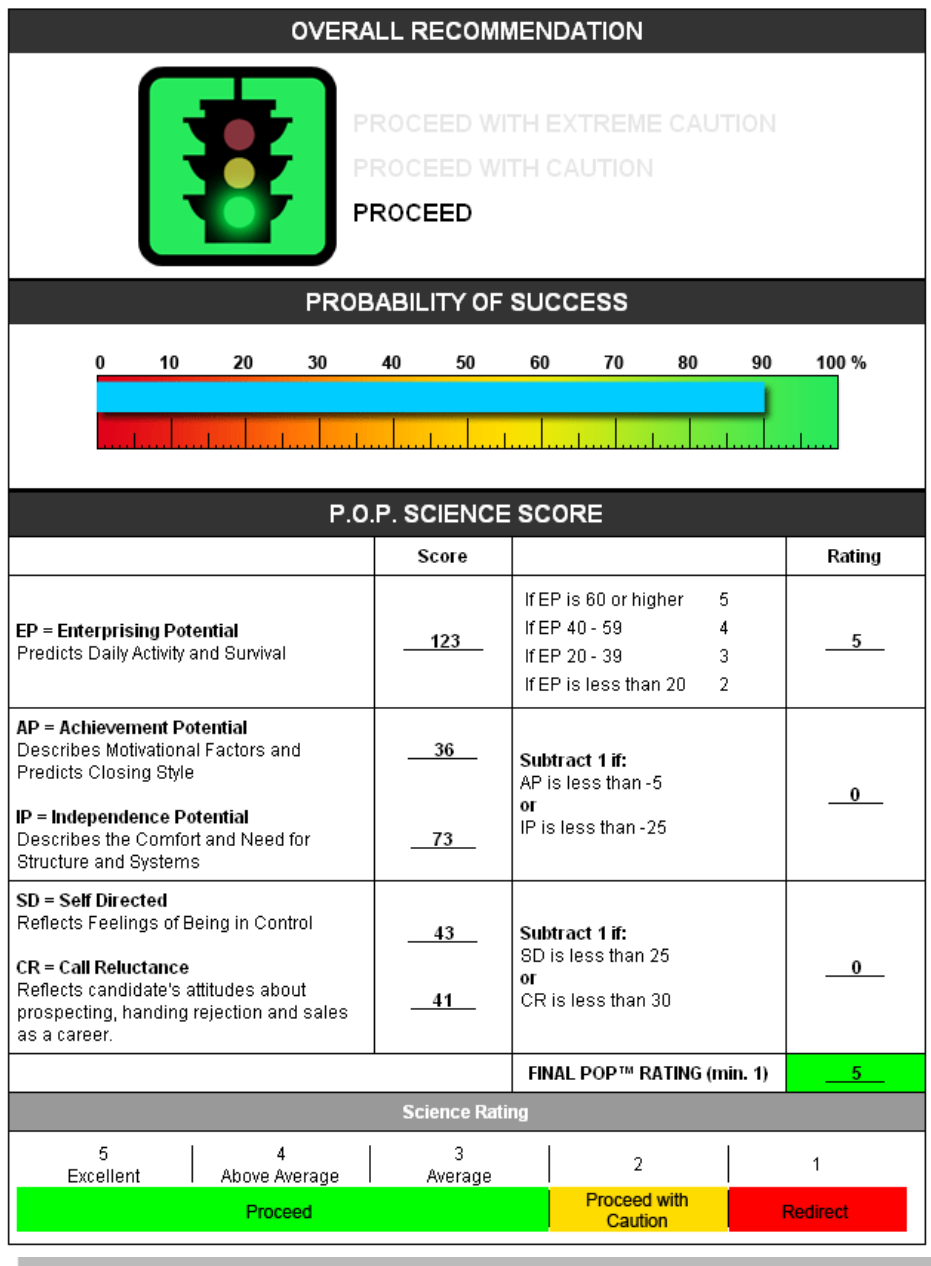 OVERALL RECOMMENDATION
PROCEED WITH EXTREME CAUTION
PROCEED WITH CAUTION
PROCEED
PROBABILITY OF SUCCESS
0 10 20 30 40 50 60 70 80 90 100 %
P.O.P. SCIENCE SCORE
Score Rating
EP = Enterprising Potential
Predicts Daily Activity and Survival
123
If EP is 60 or higher 5
If EP 40 - 59 4
If EP 20 - 39 3
If EP is less than 20 2
5
AP = Achievement Potential
Describes Motivational Factors and
Predicts Closing Style
36
IP = Independence Potential
Describes the Comfort and Need for
Structure and Systems
73
Subtract 1 if:
AP is less than -5
or
IP is less than -25
0
SD = Self Directed
Reflects Feelings of Being in Control
43
CR = Call Reluctance
Reflects candidate's attitudes about
prospecting, handing rejection and sales
as a career.
41
Subtract 1 if:
SD is less than 25
or
CR is less than 30
0
FINAL POP™ RATING (min. 1) 5
Science Rating
5 4 3 2 1
Excellent Above Average Average
Proceed
Proceed with
Caution
Redirect